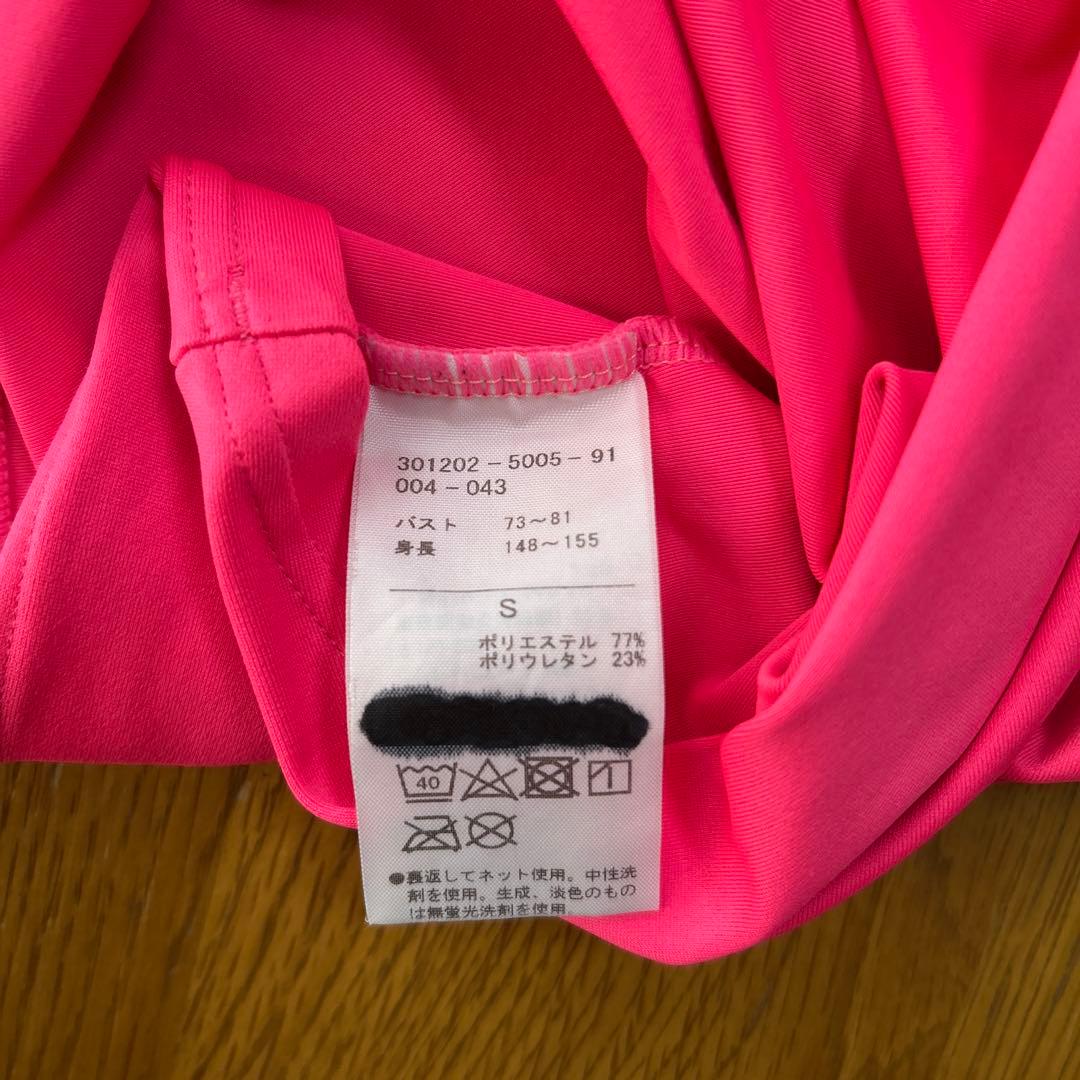 301202-5005-91
004-043
バスト 73〜81
身長 148〜155
S
ポリエステル 77%
ポリウレタン 23%
40
●裏返してネット使用。中性洗
剤を使用。生成、淡色のもの
は無蛍光洗剤を使用